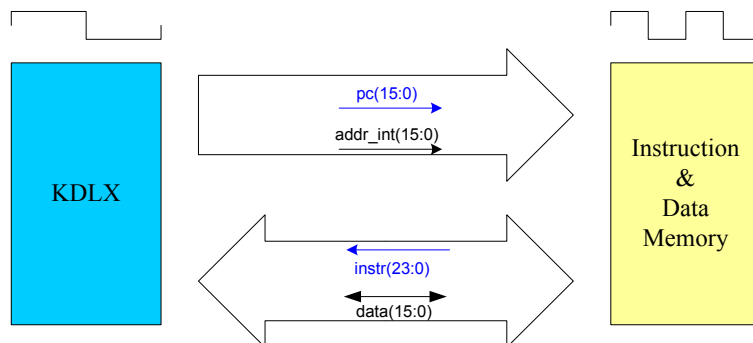 pc(15:0)
addr_int(15:0)
KDLX
Instruction
&
Data
Memory
instr(23:0)
data(15:0)